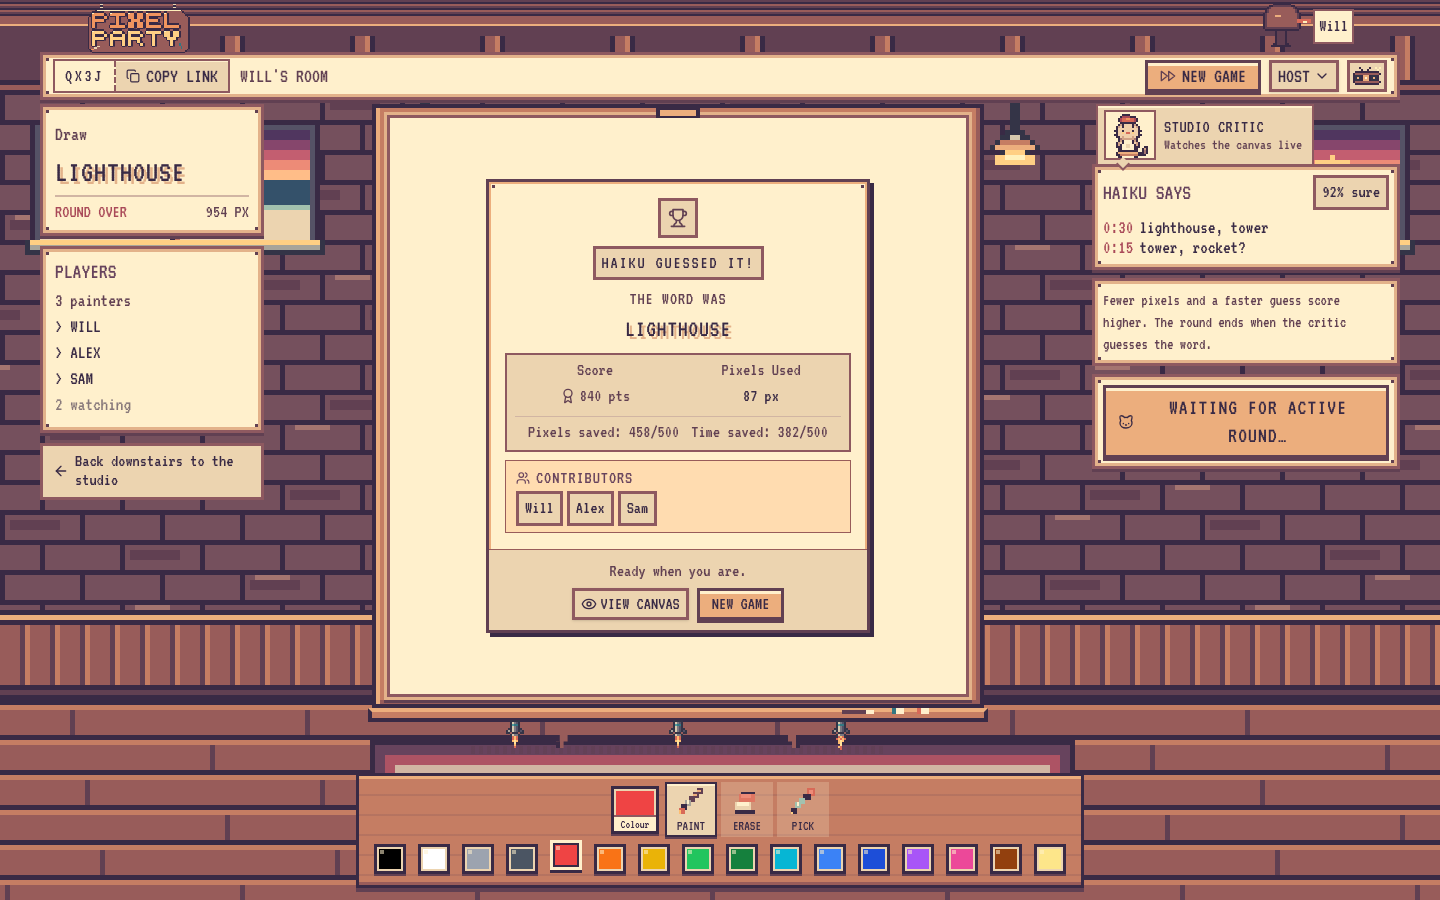 PIXEL
PARTY
Will
QX3J
COPY LINK
WILL'S ROOM
NEW GAME
HOST
Draw
LIGHTHOUSE
ROUND OVER
954 PX
PLAYERS
3 painters
WILL
ALEX
SAM
2 watching
Back downstairs to the
studio
HAIKU GUESSED IT!
THE WORD WAS
LIGHTHOUSE
Score
Pixels Used
840 pts
87 px
Pixels saved: 458/500
Time saved: 382/500
CONTRIBUTORS
Will
Alex
Sam
Ready when you are.
VIEW CANVAS
NEW GAME
STUDIO CRITIC
Watches the canvas live
HAIKU SAYS
92% sure
0:30 lighthouse, tower
0:15 tower, rocket?
Fewer pixels and a faster guess score
higher. The round ends when the critic
guesses the word.
WAITING FOR ACTIVE
ROUND…
Colour
PAINT
ERASE
PICK